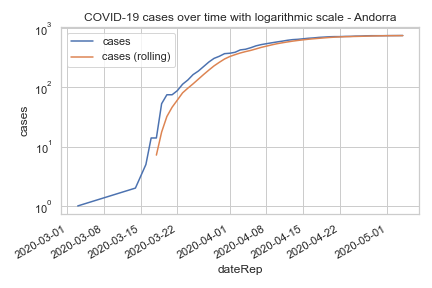 COVID-19 cases over time with logarithmic scale - Andorra
cases
cases (rolling)
cases
10³
10²
10¹
10⁰
2020-03-01
2020-03-08
2020-03-15
2020-03-22
2020-04-01
2020-04-08
2020-04-15
2020-04-22
2020-05-01
dateRep